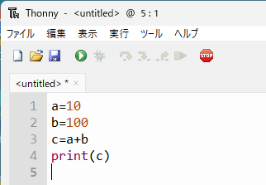 Thonny - <untitled> @ 5 : 1
ファイル 編集 表示 実行 ツール ヘルプ
STOP
<untitled> * ×
1 a=10
2 b=100
3 c=a+b
4 print(c)
5